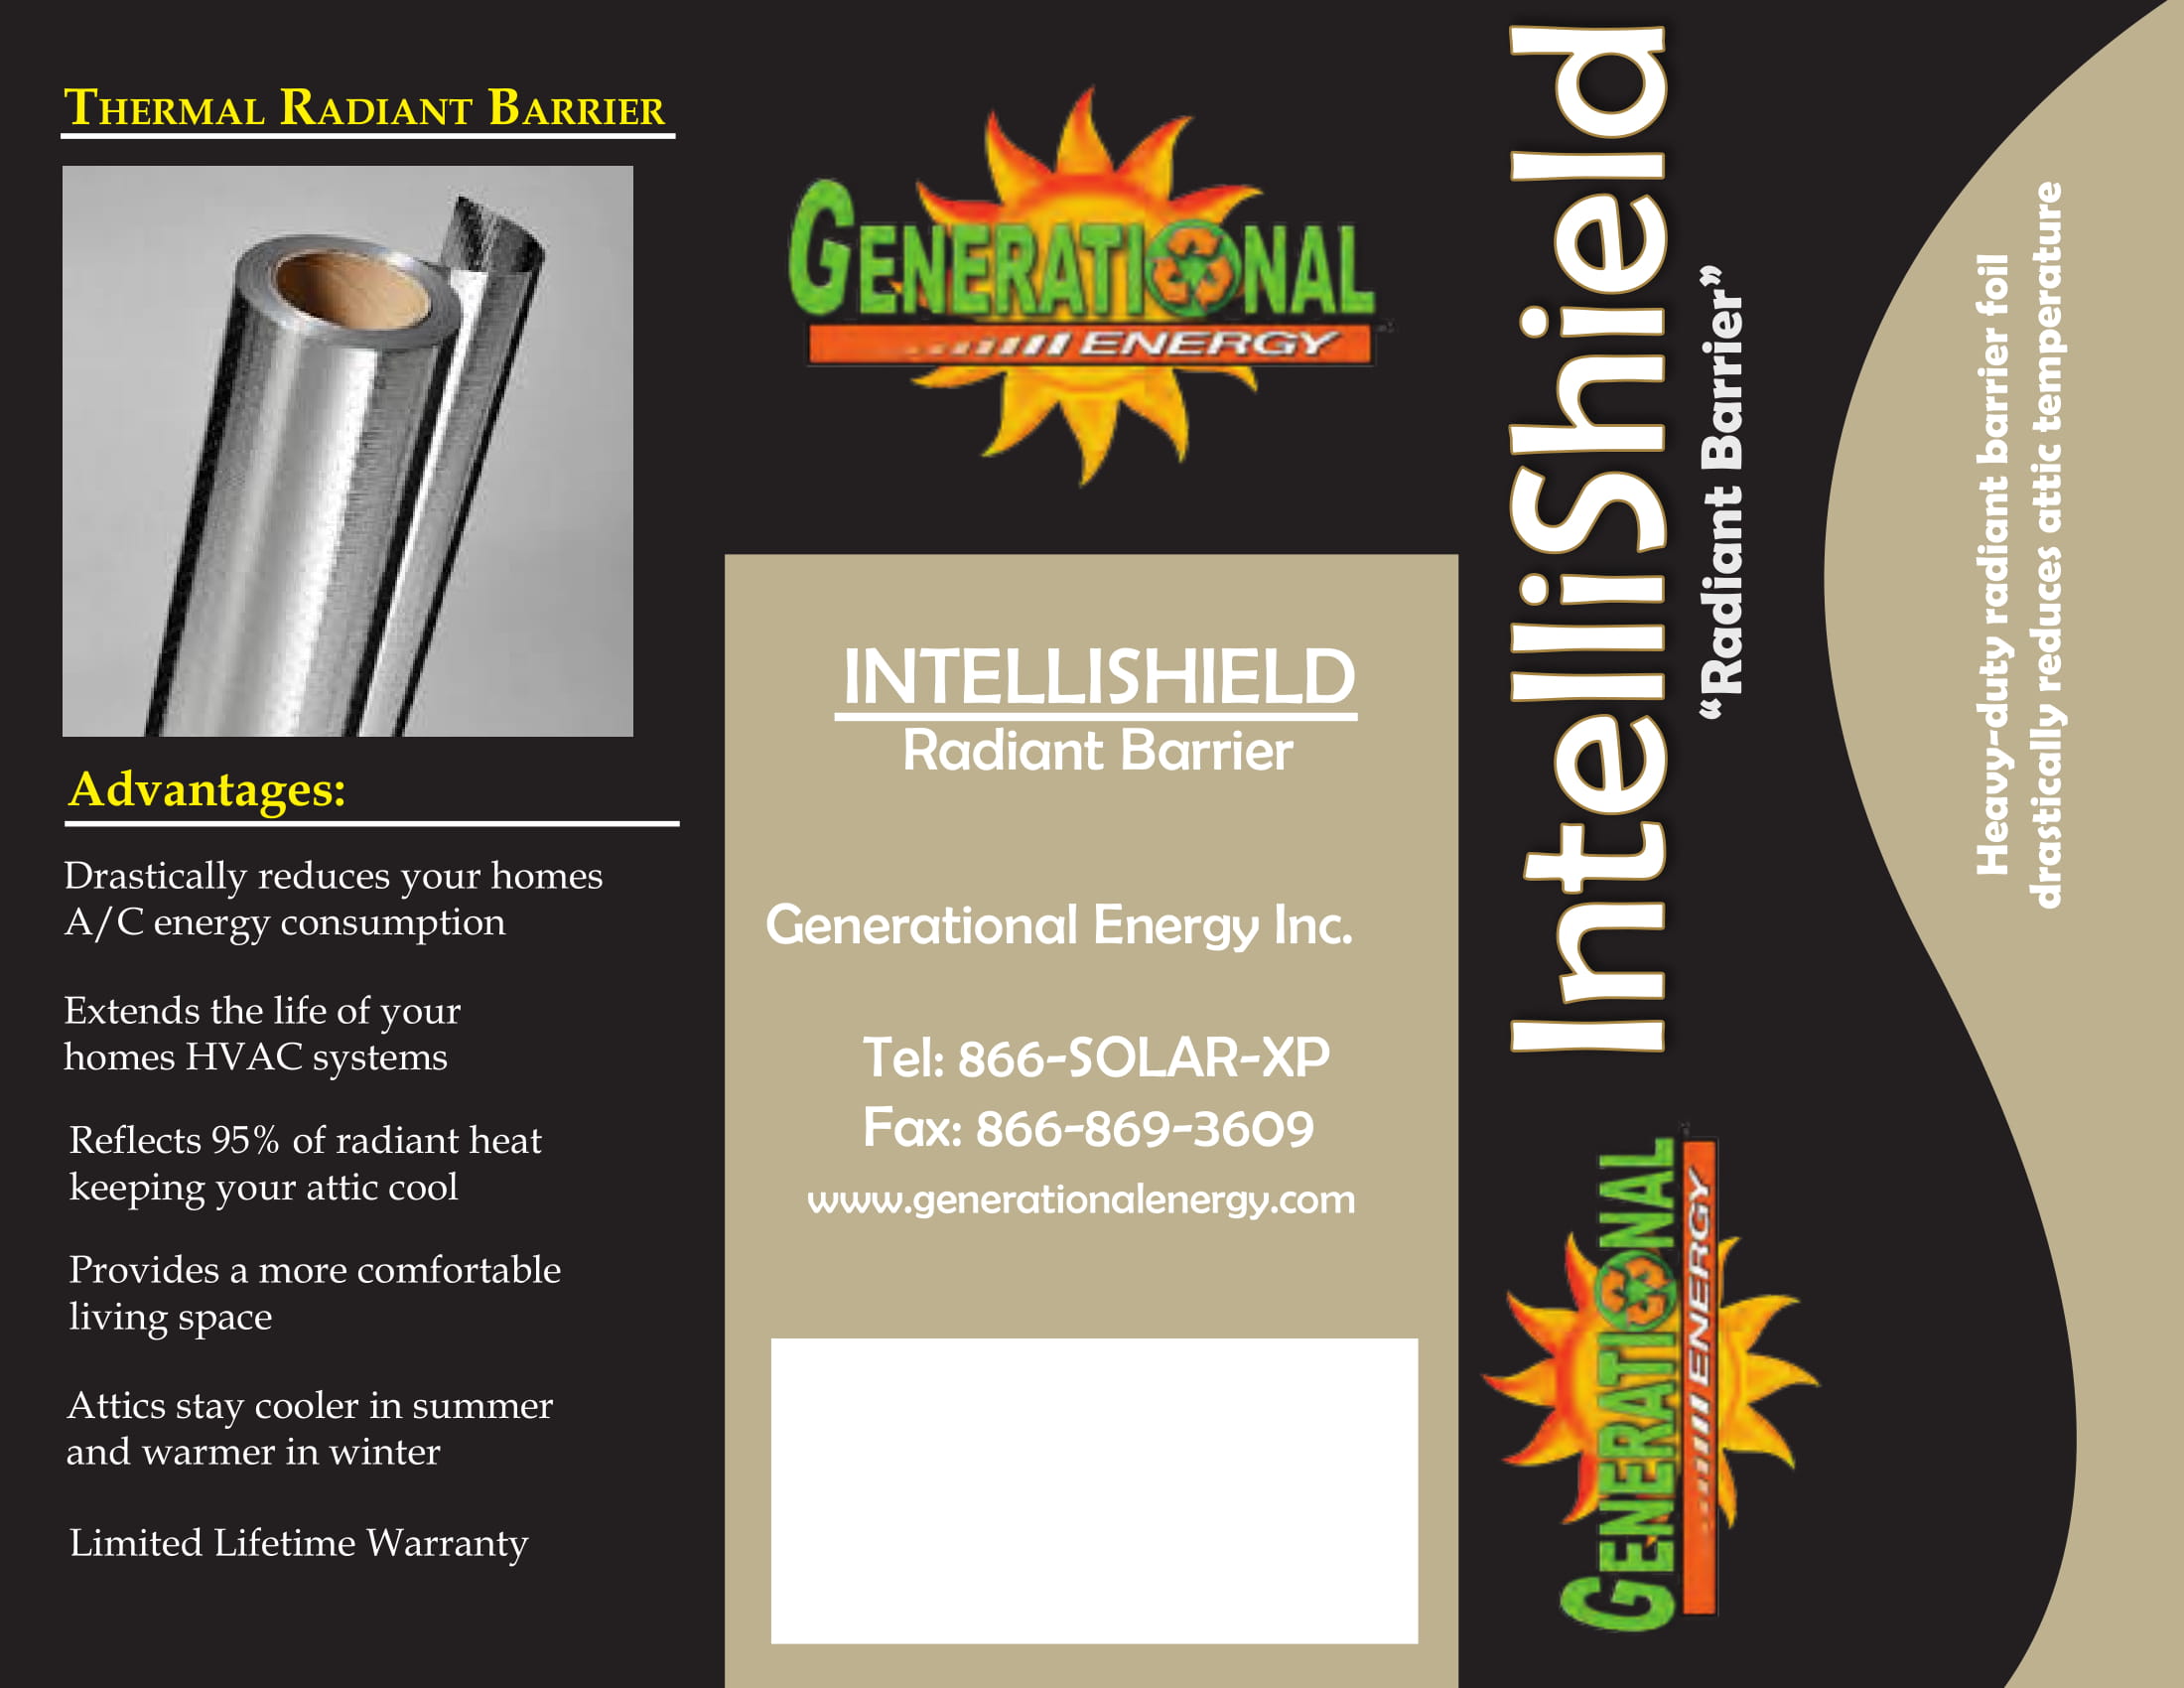 THERMAL RADIANT BARRIER
Advantages:
Drastically reduces your homes
A/C energy consumption
Extends the life of your
homes HVAC systems
Reflects 95% of radiant heat
keeping your attic cool
Provides a more comfortable
living space
Attics stay cooler in summer
and warmer in winter
Limited Lifetime Warranty
GENERATIONAL
ENERGY
INTELLISHIELD
Radiant Barrier
Generational Energy Inc.
Tel: 866-SOLAR-XP
Fax: 866-869-3609
www.generationalenergy.com
IntelliShield
“Radiant Barrier”
Heavy-duty radiant barrier foil
drastically reduces attic temperature
GENERATIONAL
ENERGY